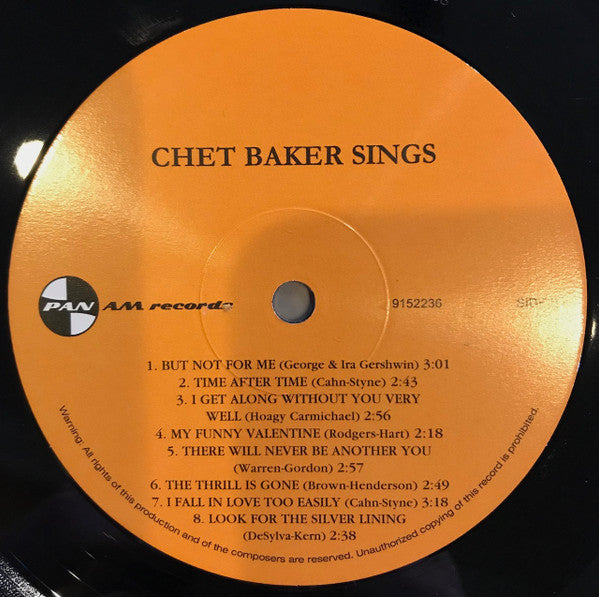 CHET BAKER SINGS
PAN AM records
9152236
1. BUT NOT FOR ME (George & Ira Gershwin) 3:01
2. TIME AFTER TIME (Cahn-Styne) 2:43
3. I GET ALONG WITHOUT YOU VERY
WELL (Hoagy Carmichael) 2:56
4. MY FUNNY VALENTINE (Rodgers-Hart) 2:18
5. THERE WILL NEVER BE ANOTHER YOU
(Warren-Gordon) 2:57
6. THE THRILL IS GONE (Brown-Henderson) 2:49
7. I FALL IN LOVE TOO EASILY (Cahn-Styne) 3:18
8. LOOK FOR THE SILVER LINING
(DeSylva-Kern) 2:38
Warning: All rights of this production and of the composers are reserved. Unauthorized copying of this record is prohibited.